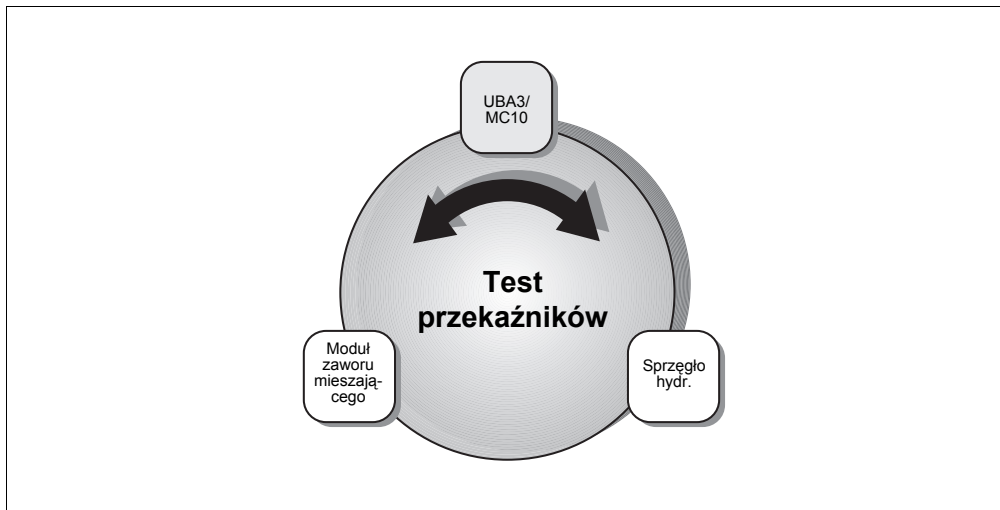 UBA3/
MC10
Test
przekaźników
Moduł
zaworu
mieszają-
cego
Sprzęgło
hydr.